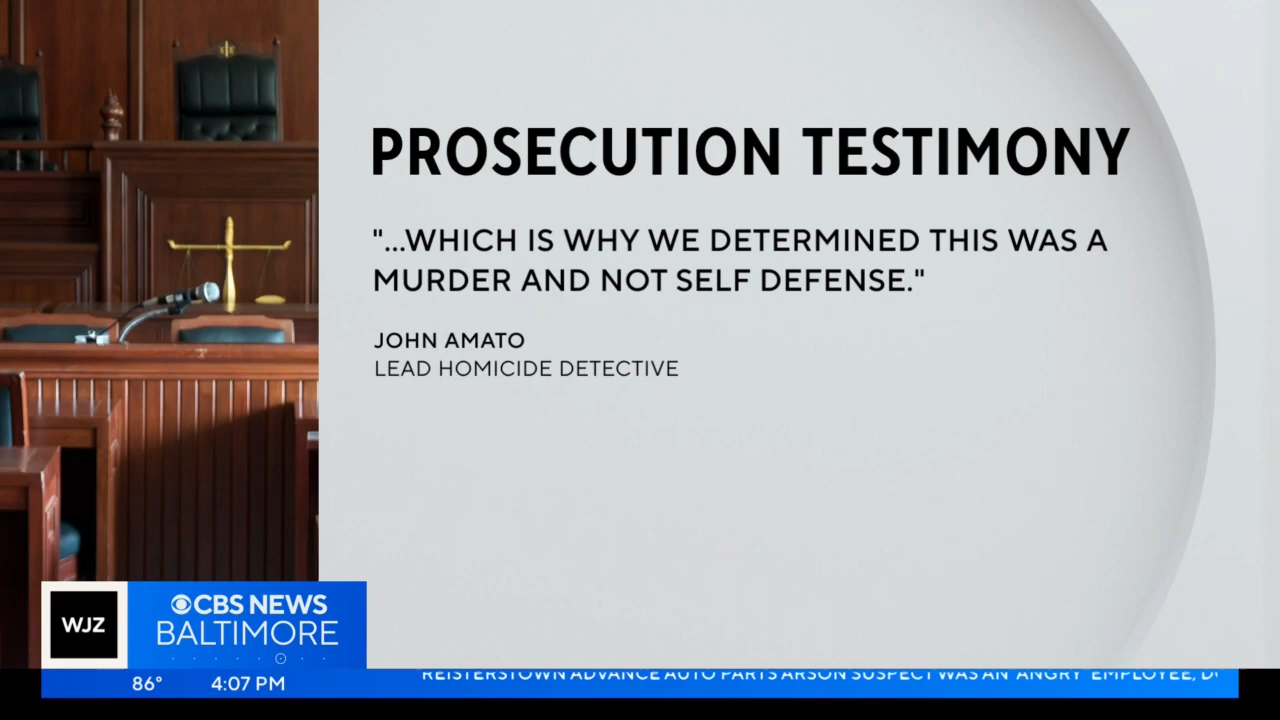 PROSECUTION TESTIMONY
"...WHICH IS WHY WE DETERMINED THIS WAS A
MURDER AND NOT SELF DEFENSE."
JOHN AMATO
LEAD HOMICIDE DETECTIVE
WJZ
CBS NEWS
BALTIMORE
86° 4:07 PM
REISTERSTOWN ADVANCE AUTO PARTS ARSON SUSPECT WAS AN 'ANGRY' EMPLOYEE,